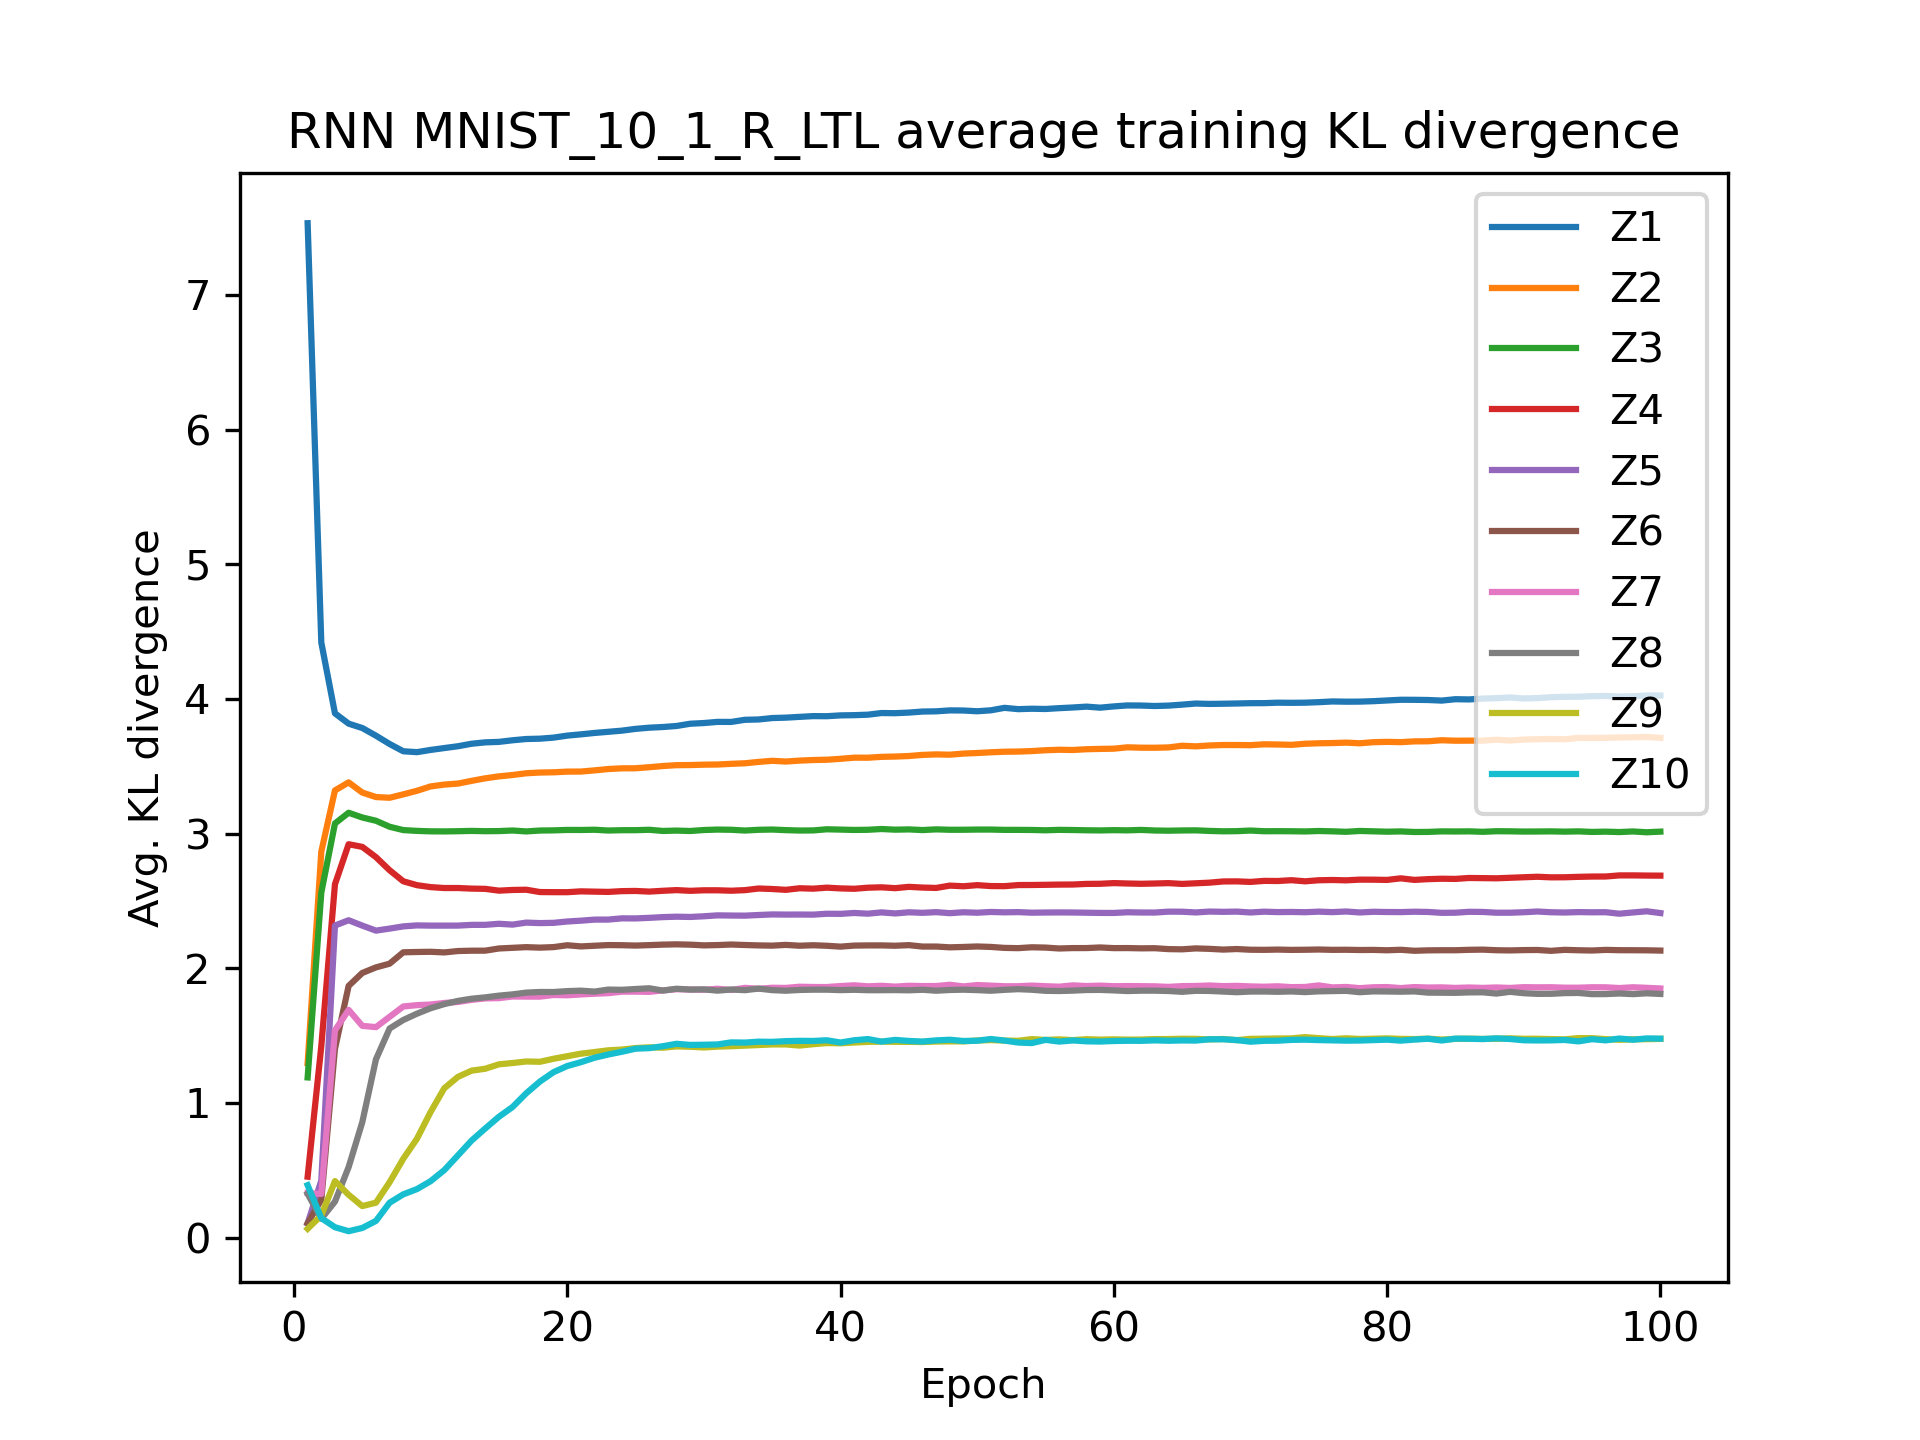 RNN MNIST_10_1_R_LTL average training KL divergence
Avg. KL divergence
7
6
5
4
3
2
1
0
0 20 40 60 80 100
Epoch
Z1
Z2
Z3
Z4
Z5
Z6
Z7
Z8
Z9
Z10